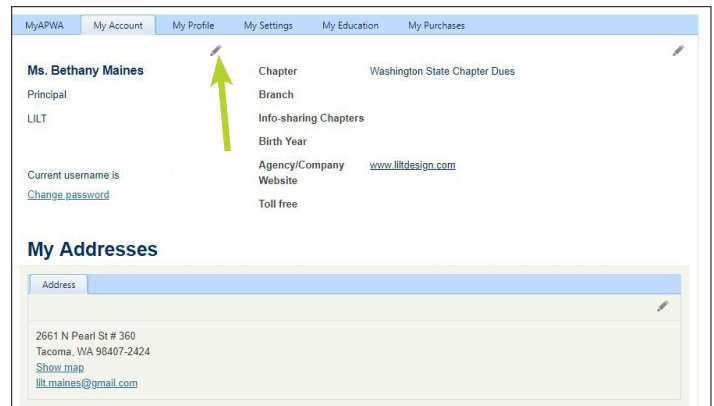 MyAPWA My Account My Profile My Settings My Education My Purchases
Ms. Bethany Maines
Principal
LILT
Current username is
Change password
Chapter Washington State Chapter Dues
Branch
Info-sharing Chapters
Birth Year
Agency/Company Website www.liltdesign.com
Toll free
My Addresses
Address
2661 N Pearl St # 360
Tacoma, WA 98407-2424
Show map
lilt.maines@gmail.com